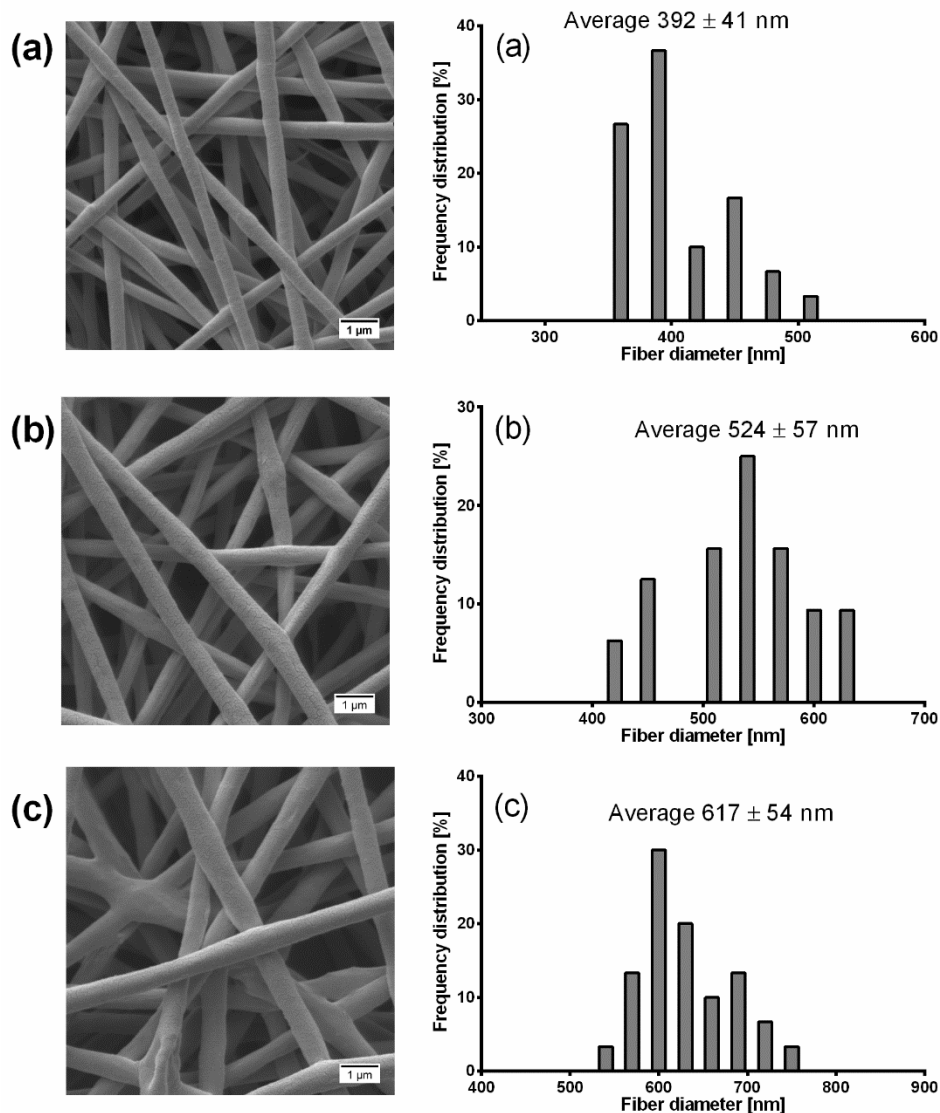 (a)
1 µm
(a)
Average 392 ± 41 nm
Frequency distribution [%]
40
30
20
10
0
300 400 500 600
Fiber diameter [nm]
(b)
1 µm
(b)
Average 524 ± 57 nm
Frequency distribution [%]
30
20
10
0
300 400 500 600 700
Fiber diameter [nm]
(c)
1 µm
(c)
Average 617 ± 54 nm
Frequency distribution [%]
40
30
20
10
0
400 500 600 700 800 900
Fiber diameter [nm]